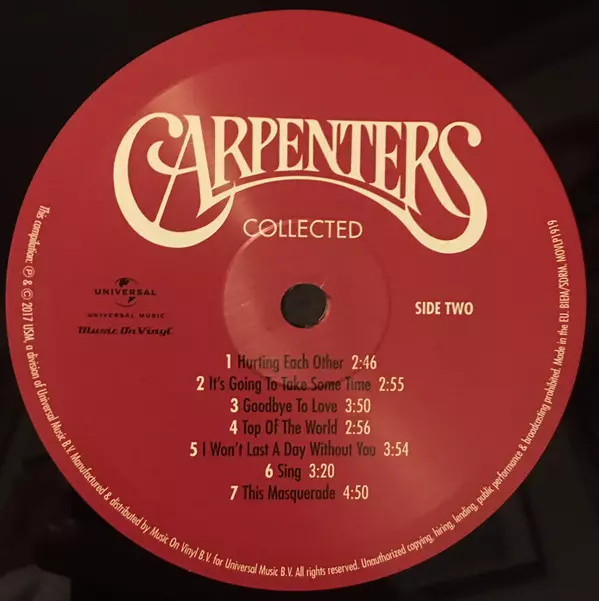 CARPENTERS
COLLECTED
UNIVERSAL
UNIVERSAL MUSIC
Music On Vinyl
SIDE TWO
1 Hurting Each Other 2:46
2 It's Going To Take Some Time 2:55
3 Goodbye To Love 3:50
4 Top Of The World 2:56
5 I Won't Last A Day Without You 3:54
6 Sing 3:20
7 This Masquerade 4:50
This compilation: ℗ & © 2017 USM, a division of Universal Music B.V. Manufactured & distributed by Music On Vinyl B.V. for Universal Music B.V. All rights reserved. Unauthorized copying, hiring, lending, public performance & broadcasting prohibited. Made in the EU. BIEM/SDRM. MOVLP1619